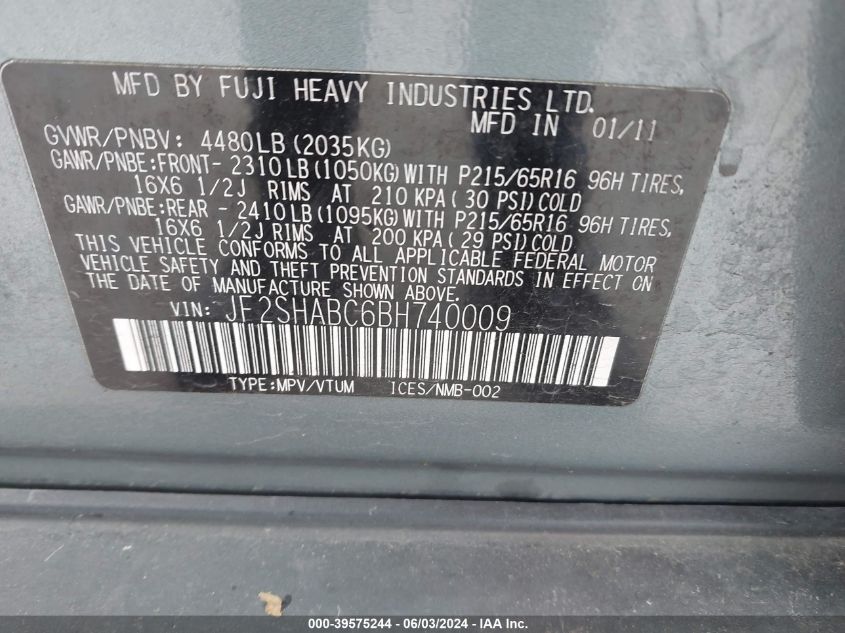 MFD BY FUJI HEAVY INDUSTRIES LTD.
MFD IN 01/11
GVWR/PNBV: 4480LB(2035KG)
GAWR/PNBE:FRONT- 2310LB(1050KG)WITH P215/65R16 96H TIRES,
16X6 1/2J RIMS AT 210 KPA( 30 PSI)COLD
GAWR/PNBE:REAR - 2410LB(1095KG)WITH P215/65R16 96H TIRES,
16X6 1/2J RIMS AT 200 KPA( 29 PSI)COLD
THIS VEHICLE CONFORMS TO ALL APPLICABLE FEDERAL MOTOR
VEHICLE SAFETY AND THEFT PREVENTION STANDARDS IN EFFECT ON
THE DATE OF MANUFACTURE SHOWN ABOVE.
VIN: JF2SHABC6BH740009
TYPE:MPV/VTUM ICES/NMB-002
000-39575244 - 06/03/2024 - IAA Inc.